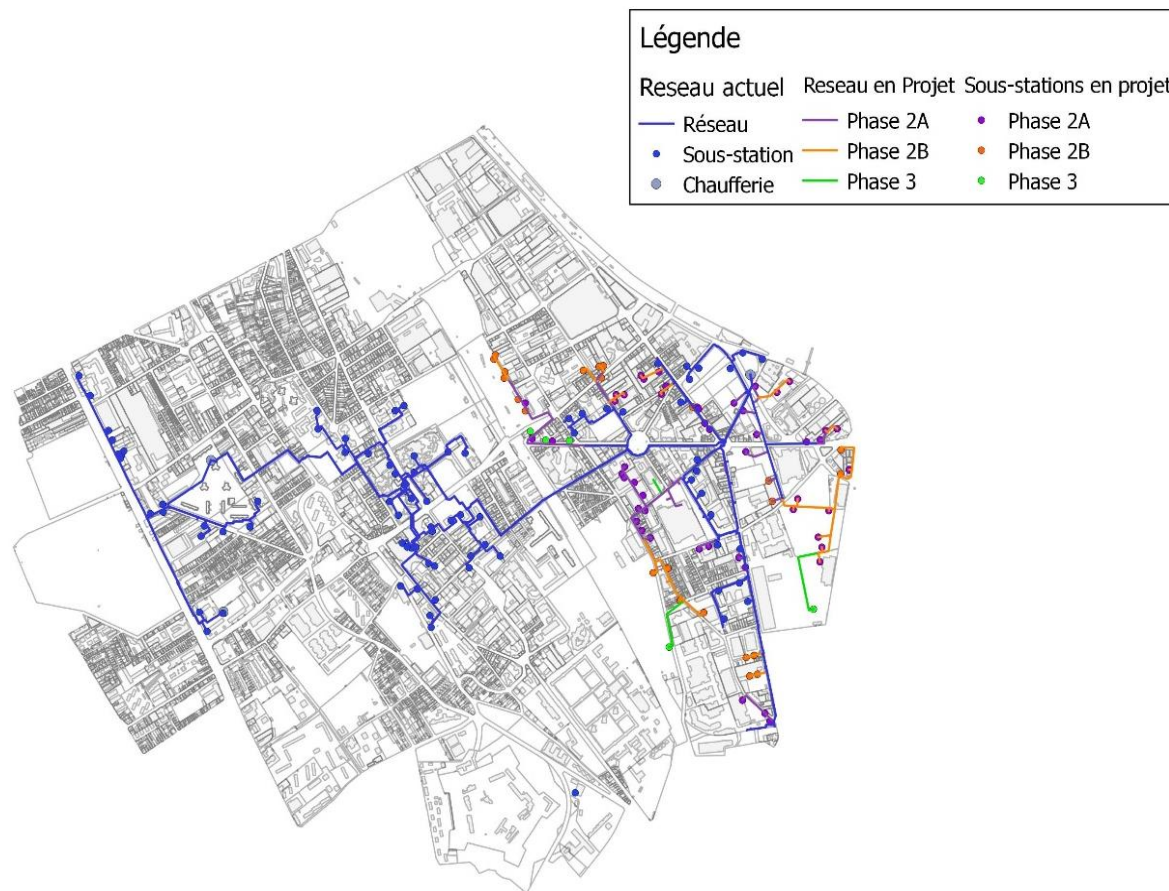 Légende
Reseau actuel Reseau en Projet Sous-stations en projet
Réseau Phase 2A Phase 2A
Sous-station Phase 2B Phase 2B
Chaufferie Phase 3 Phase 3